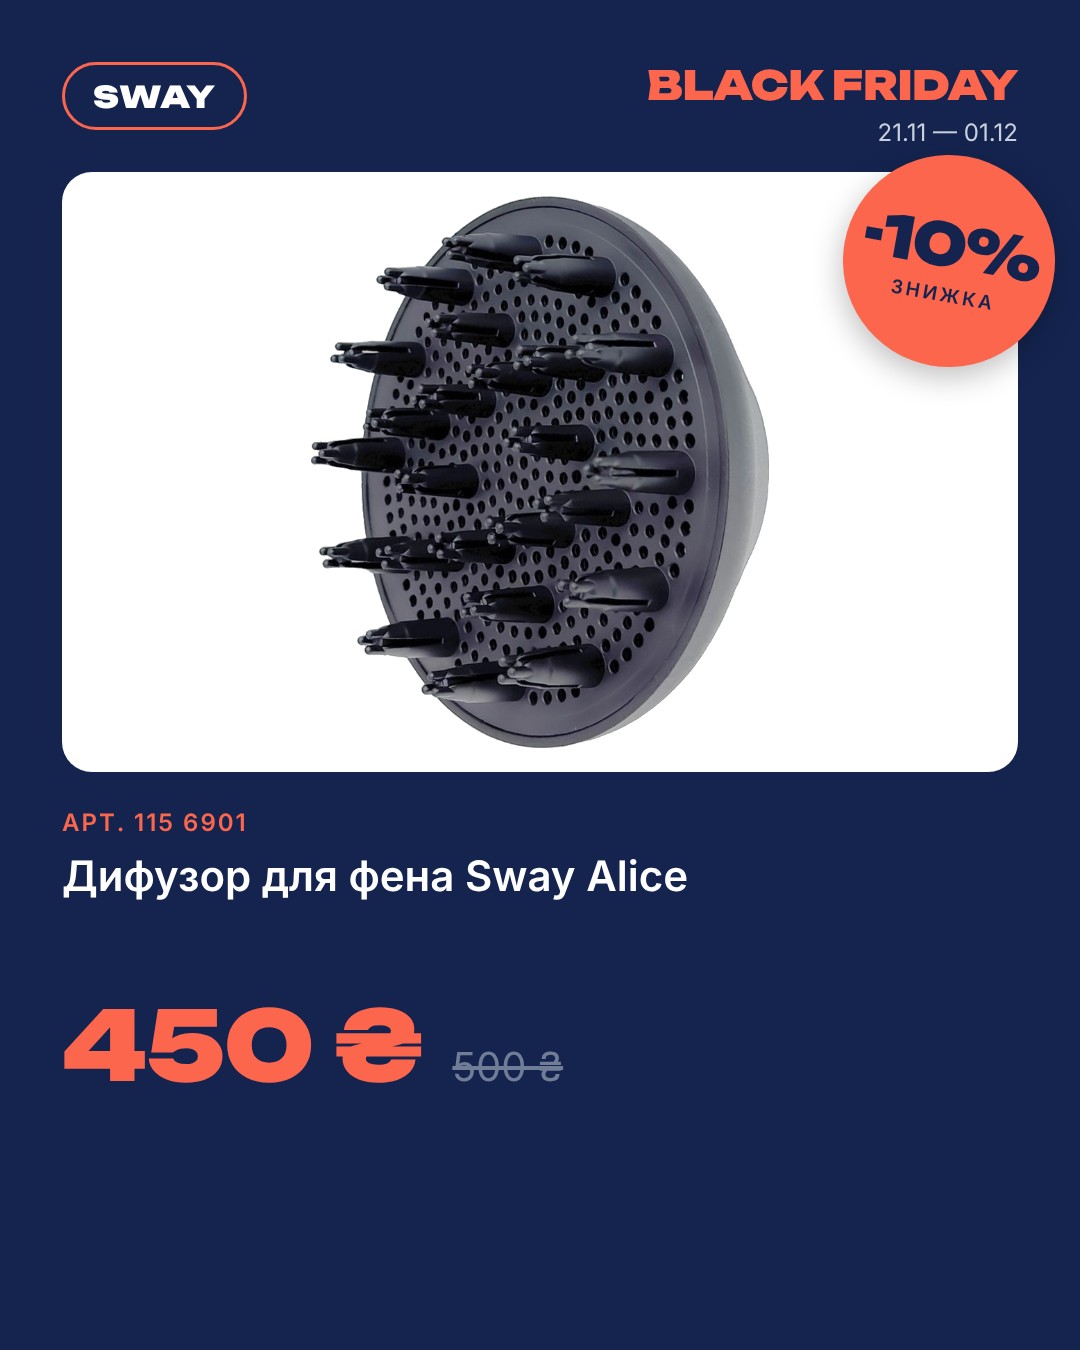 SWAY
BLACK FRIDAY
21.11 — 01.12
-10%
ЗНИЖКА
АРТ. 115 6901
Дифузор для фена Sway Alice
450 ₴
500 ₴